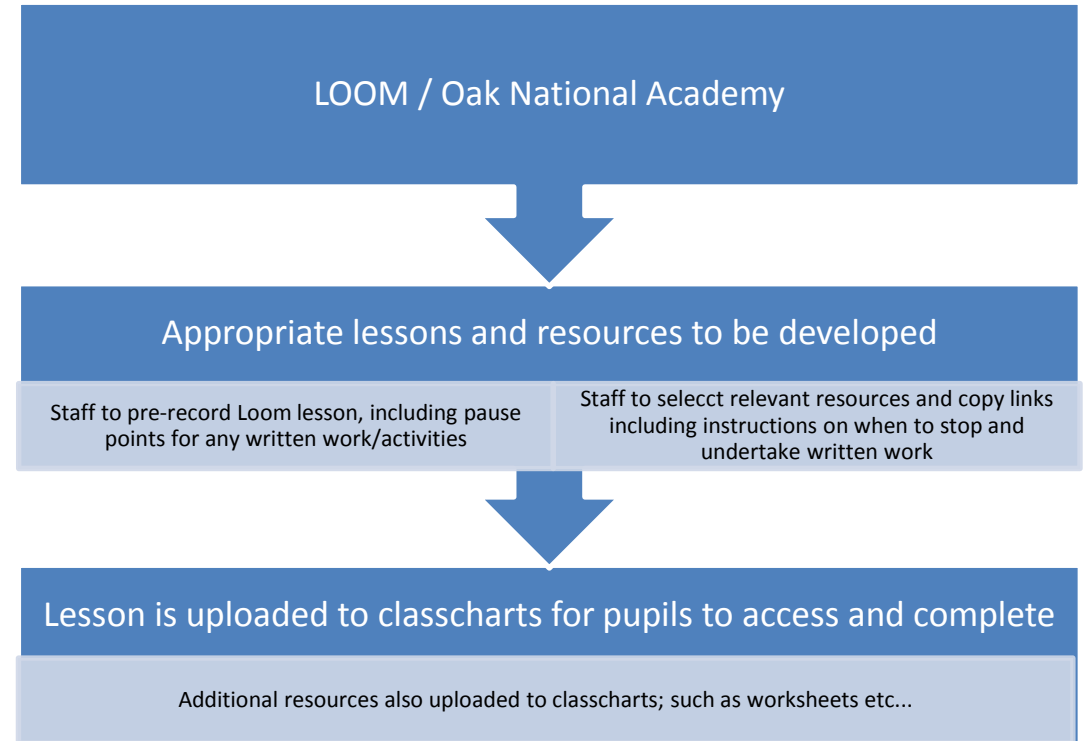 LOOM / Oak National Academy
Appropriate lessons and resources to be developed
Staff to pre-record Loom lesson, including pause
points for any written work/activities
Staff to selecct relevant resources and copy links
including instructions on when to stop and
undertake written work
Lesson is uploaded to classcharts for pupils to access and complete
Additional resources also uploaded to classcharts; such as worksheets etc...